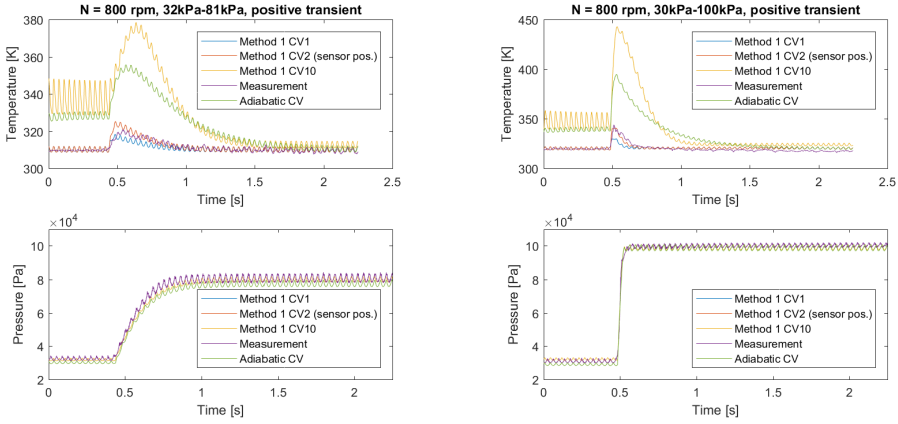 N = 800 rpm, 32kPa-81kPa, positive transient
380
360
340
320
300
Temperature [K]
Method 1 CV1
Method 1 CV2 (sensor pos.)
Method 1 CV10
Measurement
Adiabatic CV
0 0.5 1 1.5 2 2.5
Time [s]
N = 800 rpm, 30kPa-100kPa, positive transient
450
400
350
300
Temperature [K]
Method 1 CV1
Method 1 CV2 (sensor pos.)
Method 1 CV10
Measurement
Adiabatic CV
0 0.5 1 1.5 2 2.5
Time [s]
×10⁴
10
8
6
4
2
Pressure [Pa]
Method 1 CV1
Method 1 CV2 (sensor pos.)
Method 1 CV10
Measurement
Adiabatic CV
0 0.5 1 1.5 2
Time [s]
×10⁴
10
8
6
4
2
Pressure [Pa]
Method 1 CV1
Method 1 CV2 (sensor pos.)
Method 1 CV10
Measurement
Adiabatic CV
0 0.5 1 1.5 2
Time [s]